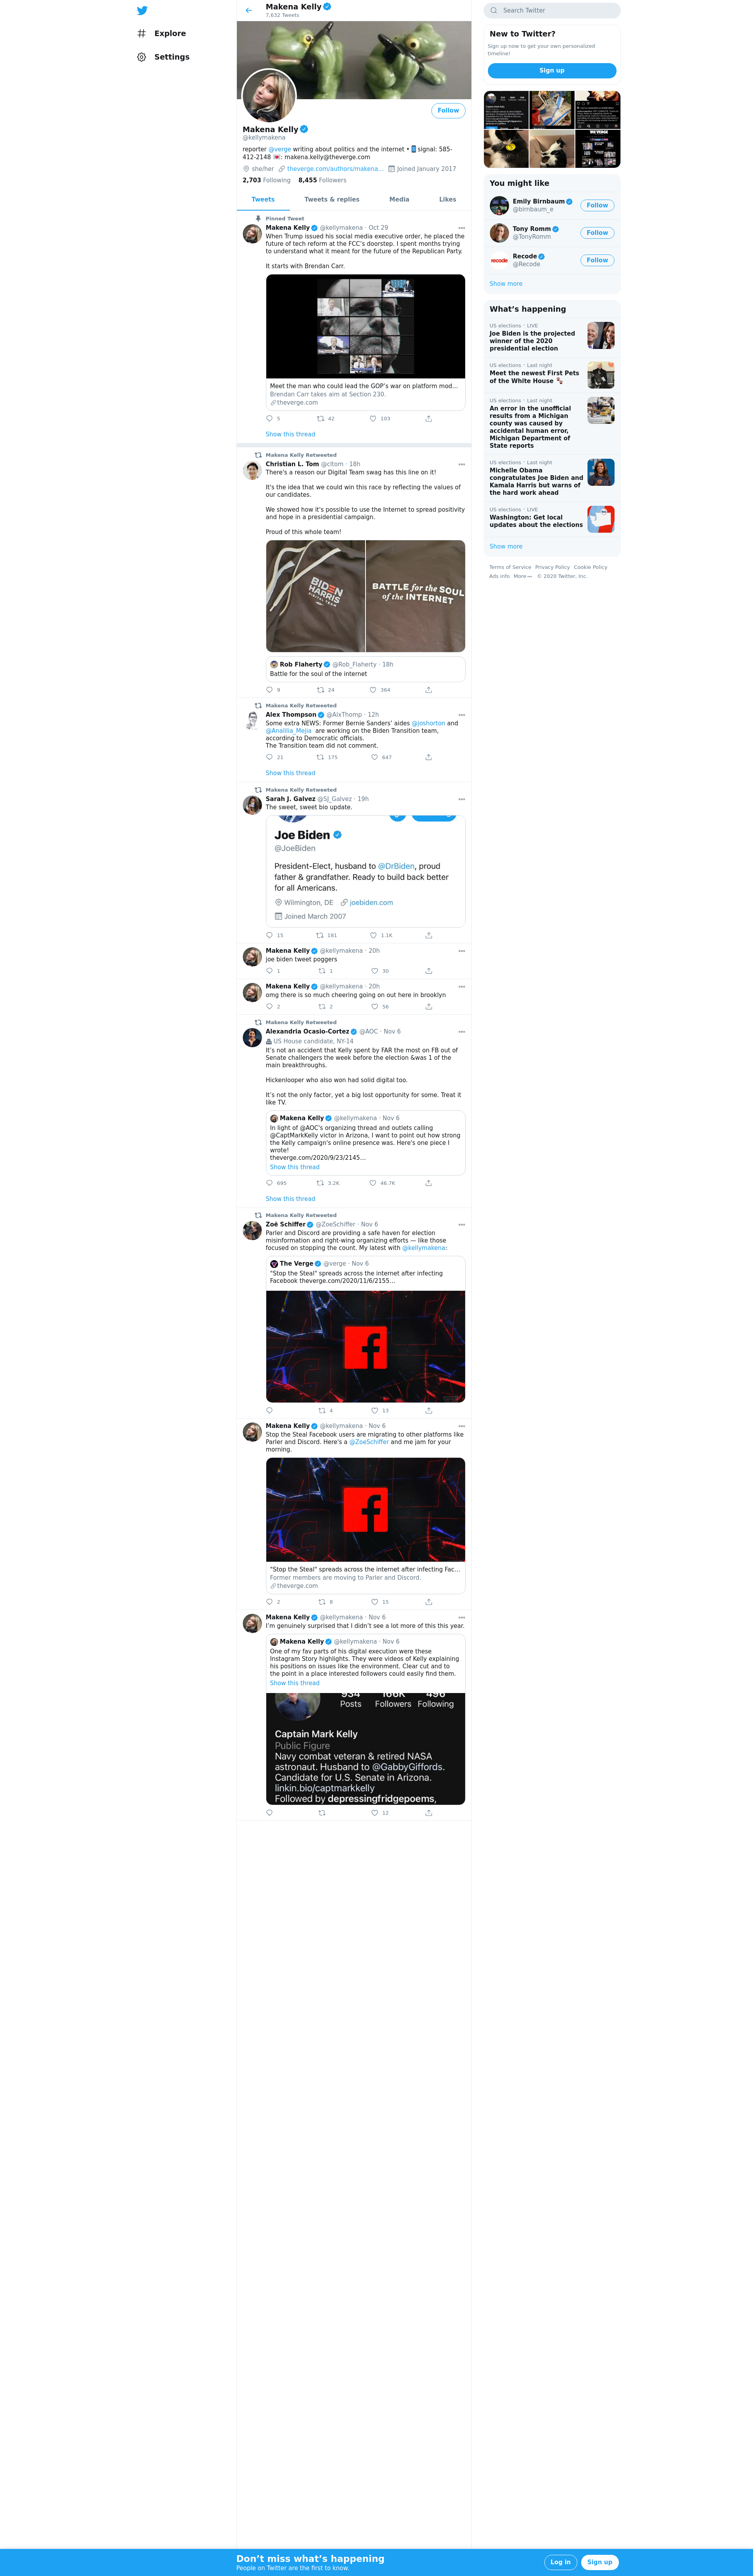 Explore
Settings
Makena Kelly
7,632 Tweets
Follow
Makena Kelly
@kellymakena
reporter @verge writing about politics and the internet • signal: 585-
412-2148 💌: makena.kelly@theverge.com
she/her theverge.com/authors/makena… Joined January 2017
2,703 Following 8,455 Followers
Tweets Tweets & replies Media Likes
Pinned Tweet
Makena Kelly @kellymakena · Oct 29
When Trump issued his social media executive order, he placed the
future of tech reform at the FCC’s doorstep. I spent months trying
to understand what it meant for the future of the Republican Party.
It starts with Brendan Carr.
Meet the man who could lead the GOP’s war on platform mod…
Brendan Carr takes aim at Section 230.
theverge.com
5 42 103
Show this thread
Makena Kelly Retweeted
Christian L. Tom @cltom · 18h
There's a reason our Digital Team swag has this line on it!
It's the idea that we could win this race by reflecting the values of
our candidates.
We showed how it's possible to use the Internet to spread positivity
and hope in a presidential campaign.
Proud of this whole team!
BIDEN
HARRIS
DIGITAL TEAM
BATTLE for the SOUL
of the INTERNET
Rob Flaherty @Rob_Flaherty · 18h
Battle for the soul of the internet
9 24 364
Makena Kelly Retweeted
Alex Thompson @AlxThomp · 12h
Some extra NEWS: Former Bernie Sanders’ aides @joshorton and
@Analilia_Mejia are working on the Biden Transition team,
according to Democratic officials.
The Transition team did not comment.
21 175 647
Show this thread
Makena Kelly Retweeted
Sarah J. Galvez @SJ_Galvez · 19h
The sweet, sweet bio update.
Joe Biden
@JoeBiden
President-Elect, husband to @DrBiden, proud
father & grandfather. Ready to build back better
for all Americans.
Wilmington, DE joebiden.com
Joined March 2007
15 181 1.1K
Makena Kelly @kellymakena · 20h
joe biden tweet poggers
1 1 30
Makena Kelly @kellymakena · 20h
omg there is so much cheering going on out here in brooklyn
2 2 56
Makena Kelly Retweeted
Alexandria Ocasio-Cortez @AOC · Nov 6
US House candidate, NY-14
It’s not an accident that Kelly spent by FAR the most on FB out of
Senate challengers the week before the election &was 1 of the
main breakthroughs.
Hickenlooper who also won had solid digital too.
It’s not the only factor, yet a big lost opportunity for some. Treat it
like TV.
Makena Kelly @kellymakena · Nov 6
In light of @AOC's organizing thread and outlets calling
@CaptMarkKelly victor in Arizona, I want to point out how strong
the Kelly campaign's online presence was. Here's one piece I
wrote!
theverge.com/2020/9/23/2145…
Show this thread
695 3.2K 46.7K
Show this thread
Makena Kelly Retweeted
Zoë Schiffer @ZoeSchiffer · Nov 6
Parler and Discord are providing a safe haven for election
misinformation and right-wing organizing efforts — like those
focused on stopping the count. My latest with @kellymakena:
The Verge @verge · Nov 6
"Stop the Steal" spreads across the internet after infecting
Facebook theverge.com/2020/11/6/2155…
4 13
Makena Kelly @kellymakena · Nov 6
Stop the Steal Facebook users are migrating to other platforms like
Parler and Discord. Here's a @ZoeSchiffer and me jam for your
morning.
“Stop the Steal” spreads across the internet after infecting Fac…
Former members are moving to Parler and Discord.
theverge.com
2 8 15
Makena Kelly @kellymakena · Nov 6
I’m genuinely surprised that I didn’t see a lot more of this this year.
Makena Kelly @kellymakena · Nov 6
One of my fav parts of his digital execution were these
Instagram Story highlights. They were videos of Kelly explaining
his positions on issues like the environment. Clear cut and to
the point in a place interested followers could easily find them.
Show this thread
934 166K 496
Posts Followers Following
Captain Mark Kelly
Public Figure
Navy combat veteran & retired NASA
astronaut. Husband to @GabbyGiffords.
Candidate for U.S. Senate in Arizona.
linkin.bio/captmarkkelly
Followed by depressingfridgepoems,
12
Search Twitter
New to Twitter?
Sign up now to get your own personalized
timeline!
Sign up
You might like
Emily Birnbaum
@birnbaum_e
Follow
Tony Romm
@TonyRomm
Follow
recode
Recode
@Recode
Follow
Show more
What’s happening
US elections · LIVE
Joe Biden is the projected
winner of the 2020
presidential election
US elections · Last night
Meet the newest First Pets
of the White House 🐕
US elections · Last night
An error in the unofficial
results from a Michigan
county was caused by
accidental human error,
Michigan Department of
State reports
US elections · Last night
Michelle Obama
congratulates Joe Biden and
Kamala Harris but warns of
the hard work ahead
US elections · LIVE
Washington: Get local
updates about the elections
Show more
Terms of Service Privacy Policy Cookie Policy
Ads info More © 2020 Twitter, Inc.
Don’t miss what’s happening
People on Twitter are the first to know.
Log in
Sign up